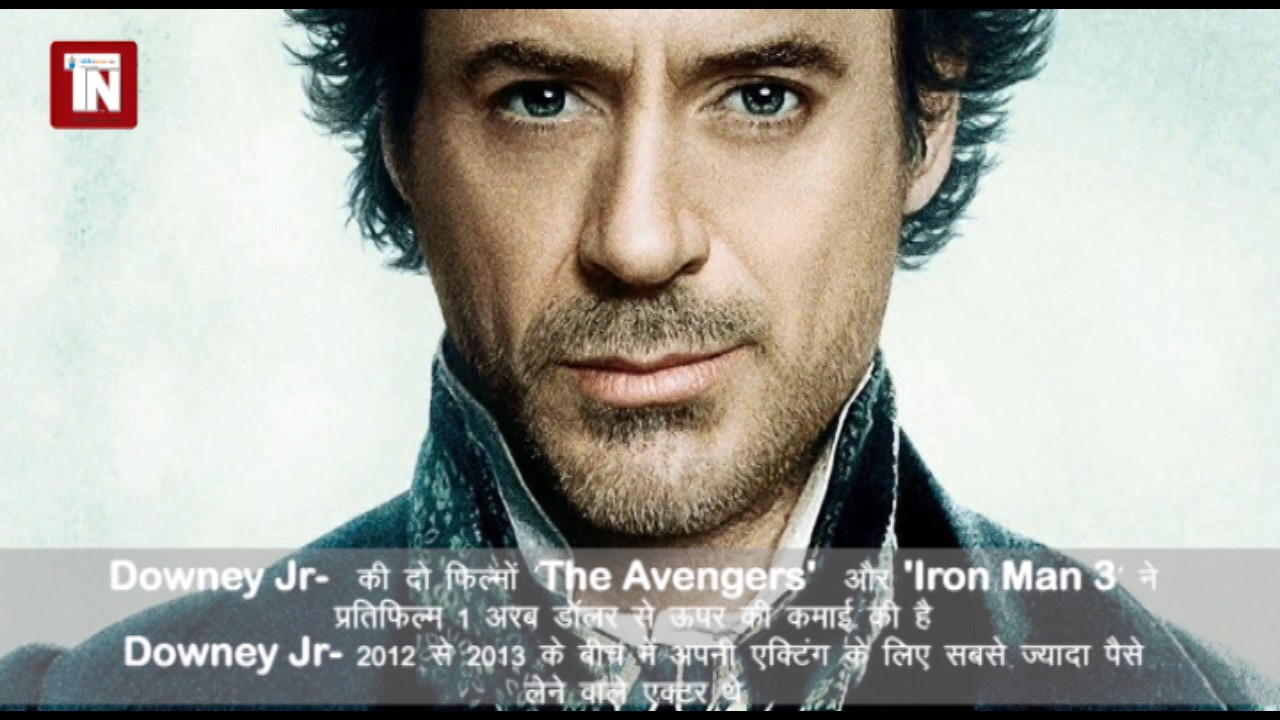 TN
Downey Jr- की दो फिल्मों 'The Avengers' और 'Iron Man 3' ने
प्रतिफिल्म 1 अरब डॉलर से ऊपर की कमाई की है
Downey Jr- 2012 से 2013 के बीच में अपनी एक्टिंग के लिए सबसे ज्यादा पैसे
लेने वाले एक्टर थे